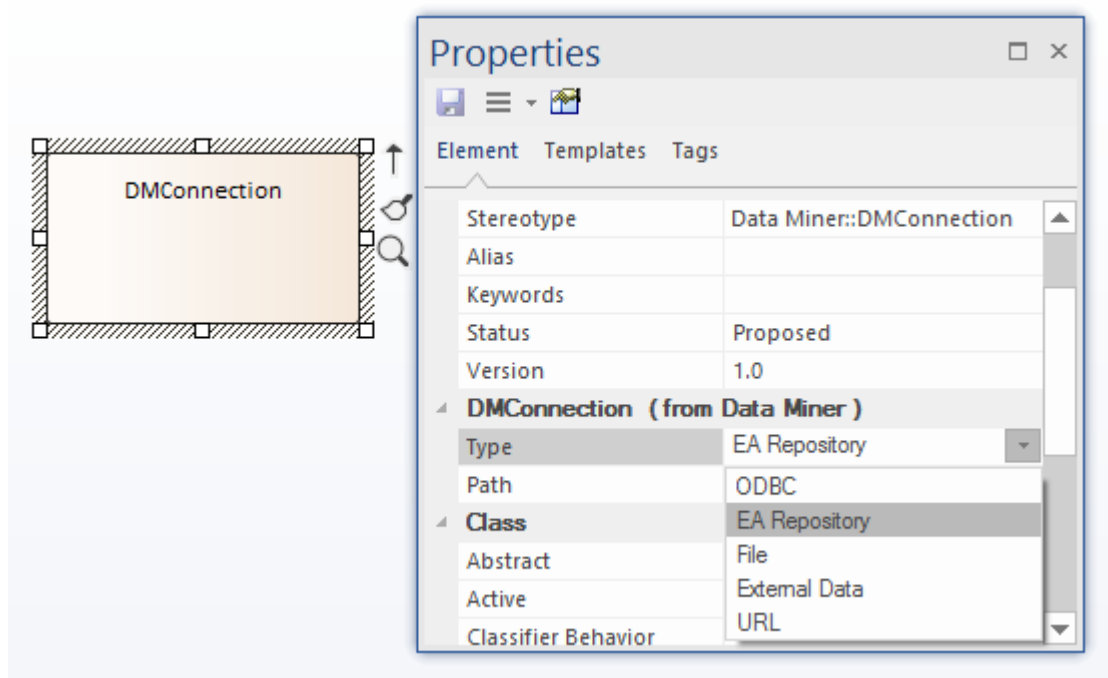 Properties
Element Templates Tags
DMConnection
Stereotype Data Miner::DMConnection
Alias
Keywords
Status Proposed
Version 1.0
DMConnection (from Data Miner)
Type EA Repository
Path ODBC
Class EA Repository
Abstract File
Active External Data
Classifier Behavior URL